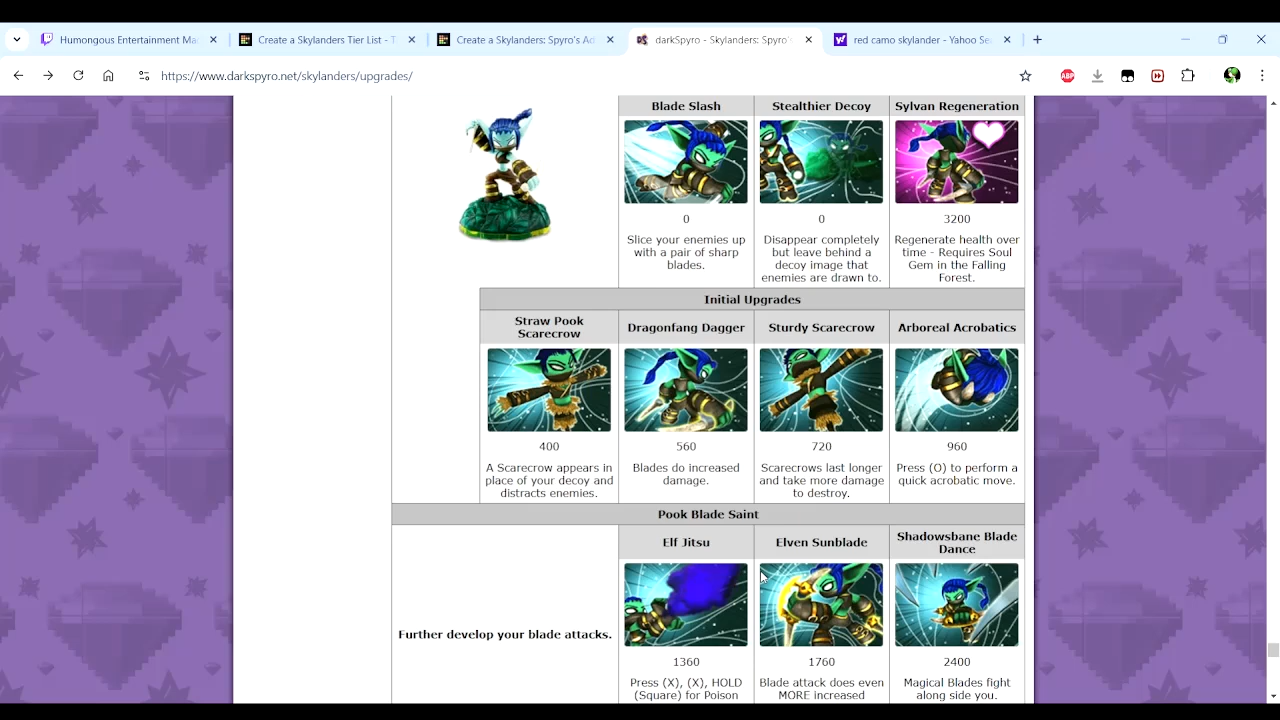 Humongous Entertainment Ma
Create a Skylanders Tier List - T
Create a Skylanders: Spyro's Ad
darkSpyro - Skylanders: Spyro's
red camo skylander - Yahoo Se
https://www.darkspyro.net/skylanders/upgrades/
ABP
Blade Slash
Stealthier Decoy
Sylvan Regeneration
0
0
3200
Slice your enemies up
with a pair of sharp
blades.
Disappear completely
but leave behind a
decoy image that
enemies are drawn to.
Regenerate health over
time - Requires Soul
Gem in the Falling
Forest.
Initial Upgrades
Straw Pook
Scarecrow
Dragonfang Dagger
Sturdy Scarecrow
Arboreal Acrobatics
400
560
720
960
A Scarecrow appears in
place of your decoy and
distracts enemies.
Blades do increased
damage.
Scarecrows last longer
and take more damage
to destroy.
Press (O) to perform a
quick acrobatic move.
Pook Blade Saint
Further develop your blade attacks.
Elf Jitsu
Elven Sunblade
Shadowsbane Blade
Dance
1360
1760
2400
Press (X), (X), HOLD
(Square) for Poison
Blade attack does even
MORE increased
Magical Blades fight
along side you.